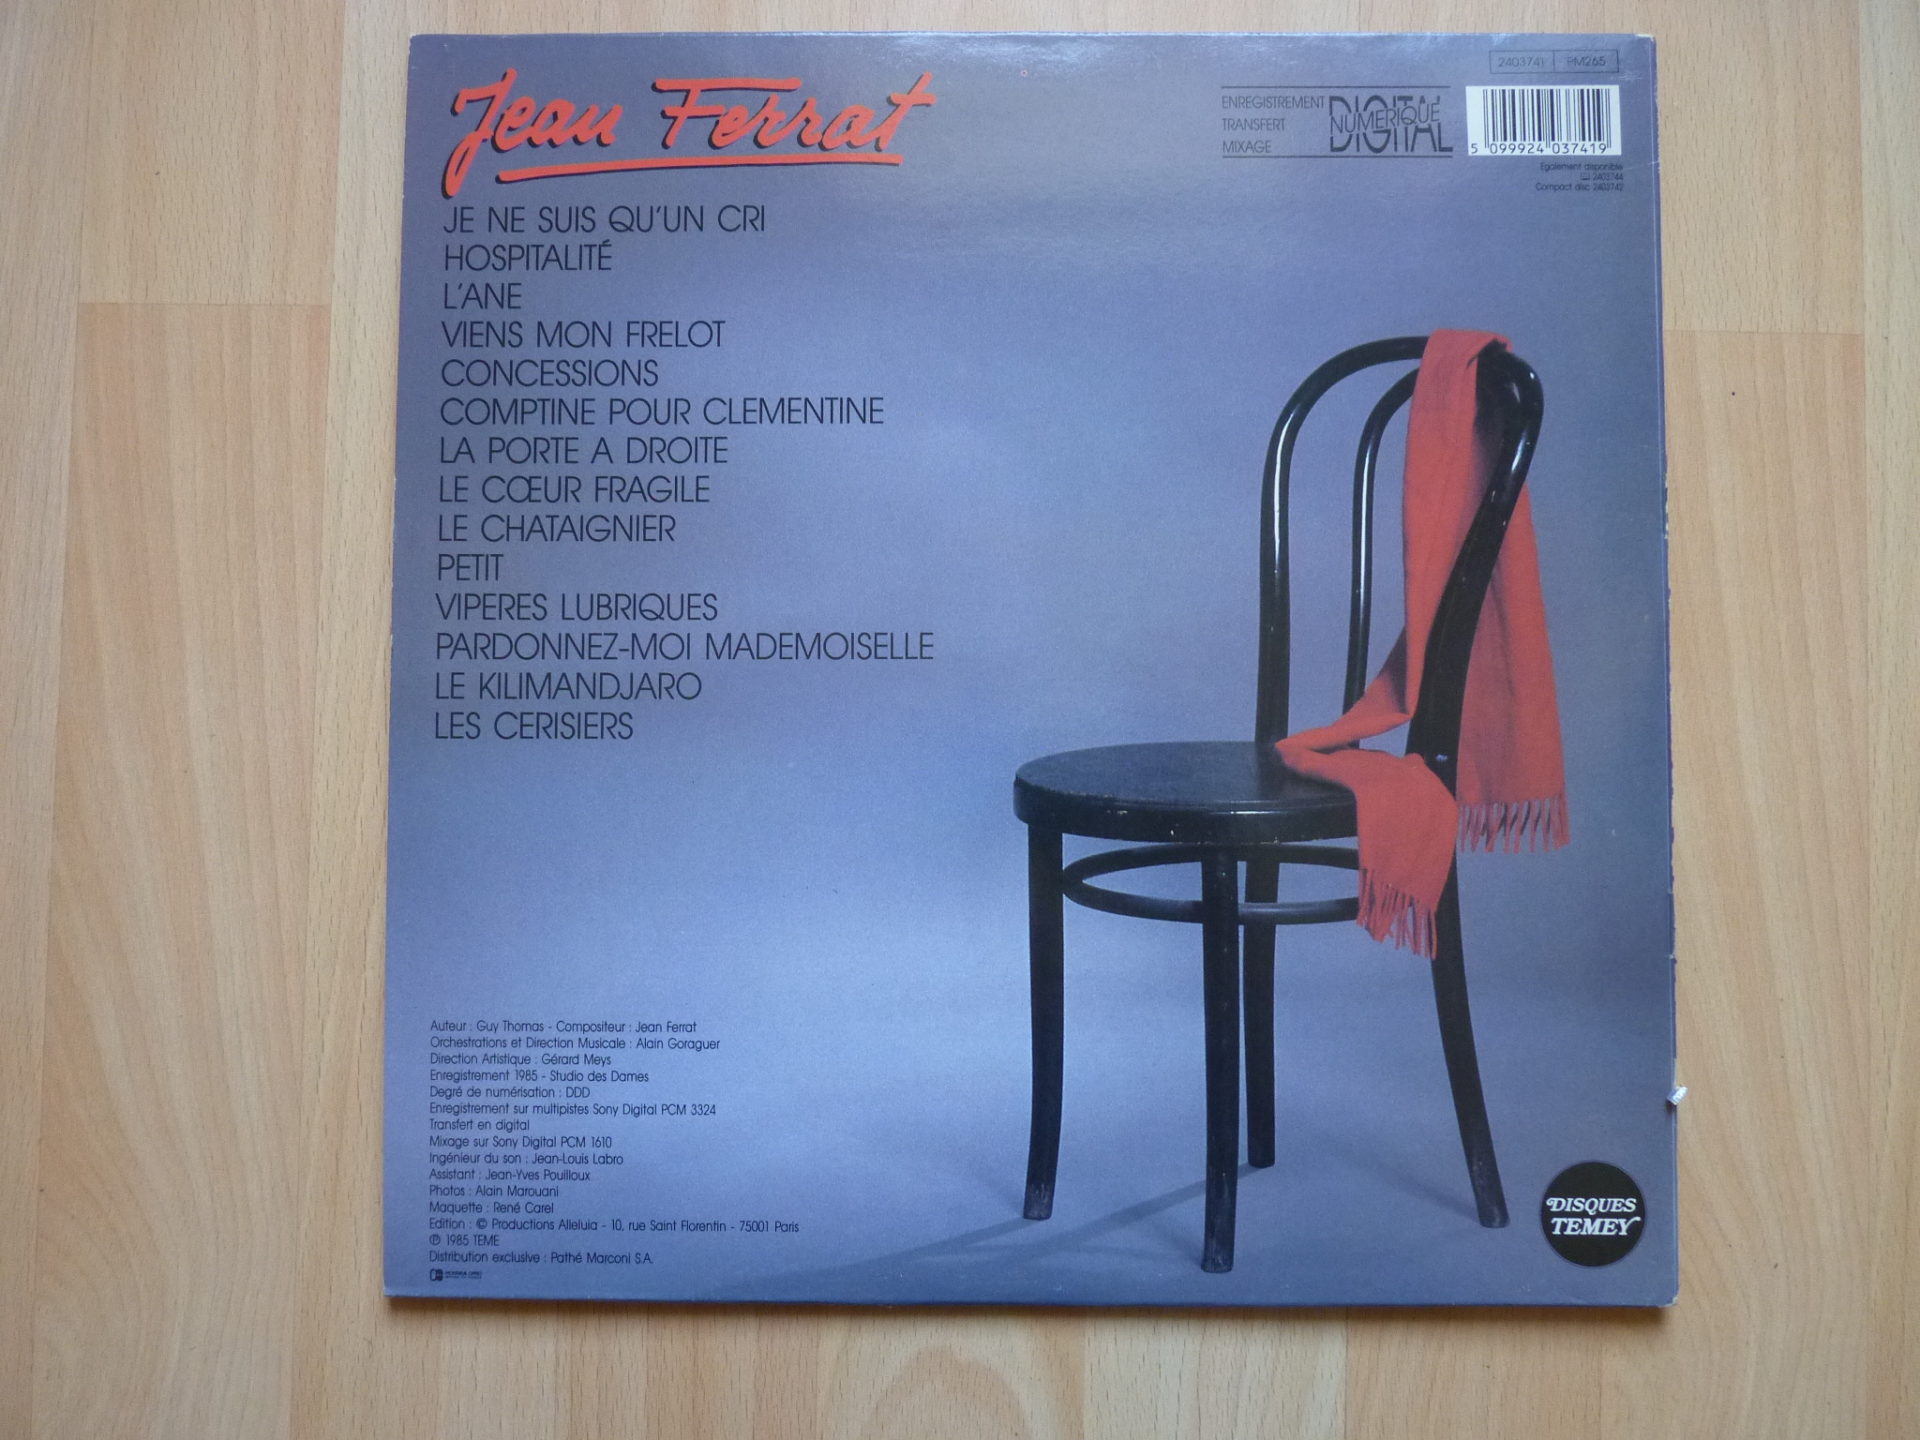 Jean Ferrat
2403741 PM265
ENREGISTREMENT
TRANSFERT
MIXAGE
DIGITAL
NUMERIQUE
5 099924 037419
Egalement disponible
2403744
Compact disc 2403742
JE NE SUIS QU'UN CRI
HOSPITALITÉ
L'ANE
VIENS MON FRELOT
CONCESSIONS
COMPTINE POUR CLEMENTINE
LA PORTE A DROITE
LE CŒUR FRAGILE
LE CHATAIGNIER
PETIT
VIPERES LUBRIQUES
PARDONNEZ-MOI MADEMOISELLE
LE KILIMANDJARO
LES CERISIERS
Auteur : Guy Thomas - Compositeur : Jean Ferrat
Orchestrations et Direction Musicale : Alain Goraguer
Direction Artistique : Gérard Meys
Enregistrement 1985 - Studio des Dames
Degré de numérisation : DDD
Enregistrement sur multipistes Sony Digital PCM 3324
Transfert en digital
Mixage sur Sony Digital PCM 1610
Ingénieur du son : Jean-Louis Labro
Assistant : Jean-Yves Pouilloux
Photos : Alain Marouani
Maquette : René Carel
Edition : © Productions Alleluia - 10, rue Saint Florentin - 75001 Paris
℗ 1985 TEME
Distribution exclusive : Pathé Marconi S.A.
DISQUES
TEMEY